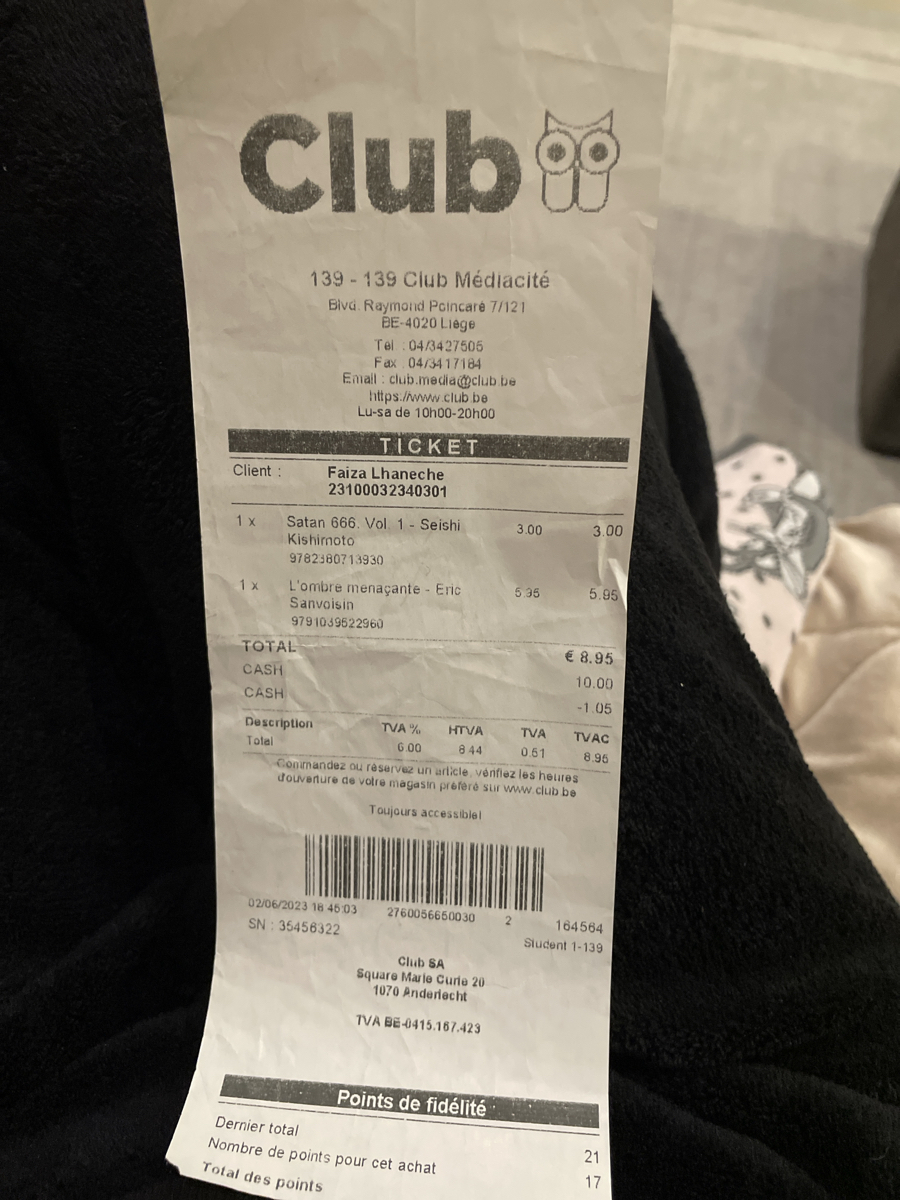 Club
139 - 139 Club Médiacité
Blvd. Raymond Poincaré 7/121
BE-4020 Liège
Tél : 04/3427505
Fax : 04/3417184
Email : club.media@club.be
https://www.club.be
Lu-sa de 10h00-20h00
TICKET
Client : Faiza Lhaneche
23100032340301
1 x Satan 666. Vol. 1 - Seishi 3.00 3.00
Kishimoto
9782380713930
1 x L'ombre menaçante - Eric 5.95 5.95
Sanvoisin
9791039522960
TOTAL € 8.95
CASH 10.00
CASH -1.05
Description TVA % HTVA TVA TVAC
Total 6.00 8.44 0.51 8.95
Commandez ou réservez un article, vérifiez les heures
d'ouverture de votre magasin préféré sur www.club.be
Toujours accessible!
02/06/2023 16:45:03 2760056650030 2 164564
SN : 35456322 Student 1-139
Club SA
Square Marie Curie 20
1070 Anderlecht
TVA BE-0415.167.423
Points de fidélité
Dernier total 21
Nombre de points pour cet achat 17
Total des points